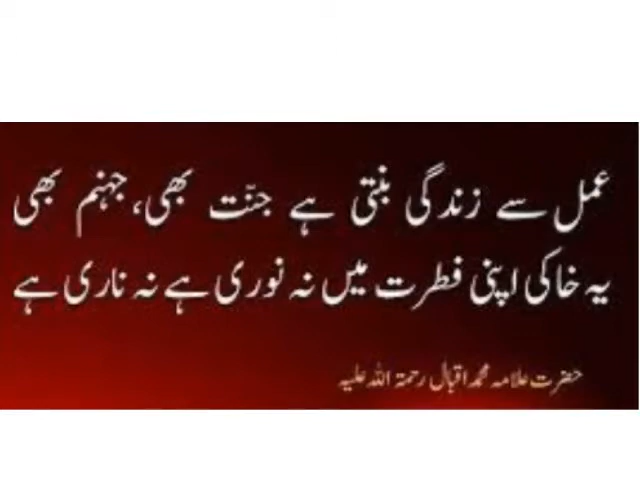 عمل سے زندگی بنتی ہے جنّت بھی، جہنم بھی
یہ خاکی اپنی فطرت میں نہ نوری ہے نہ ناری ہے
حضرت علامہ محمد اقبال رحمۃ اللہ علیہ